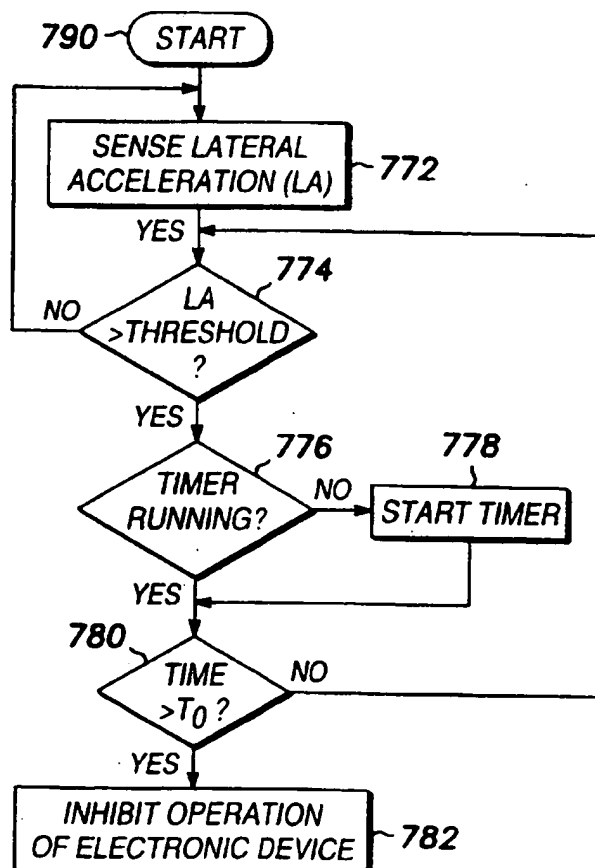 790
START
SENSE LATERAL
ACCELERATION (LA)
772
YES
774
NO
LA
>THRESHOLD
?
YES
776
778
TIMER
RUNNING?
NO
START TIMER
YES
780
TIME
>T0 ?
NO
YES
INHIBIT OPERATION
OF ELECTRONIC DEVICE
782